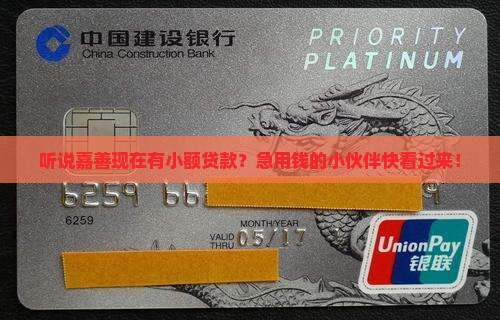 中国建设银行
China Construction Bank
PRIORITY
PLATINUM
听说嘉善现在有小额贷款？急用钱的小伙伴快看过来！
6259 66 9
6259
MONTH/YEAR
VALID
THRU 05/17
UnionPay
银联